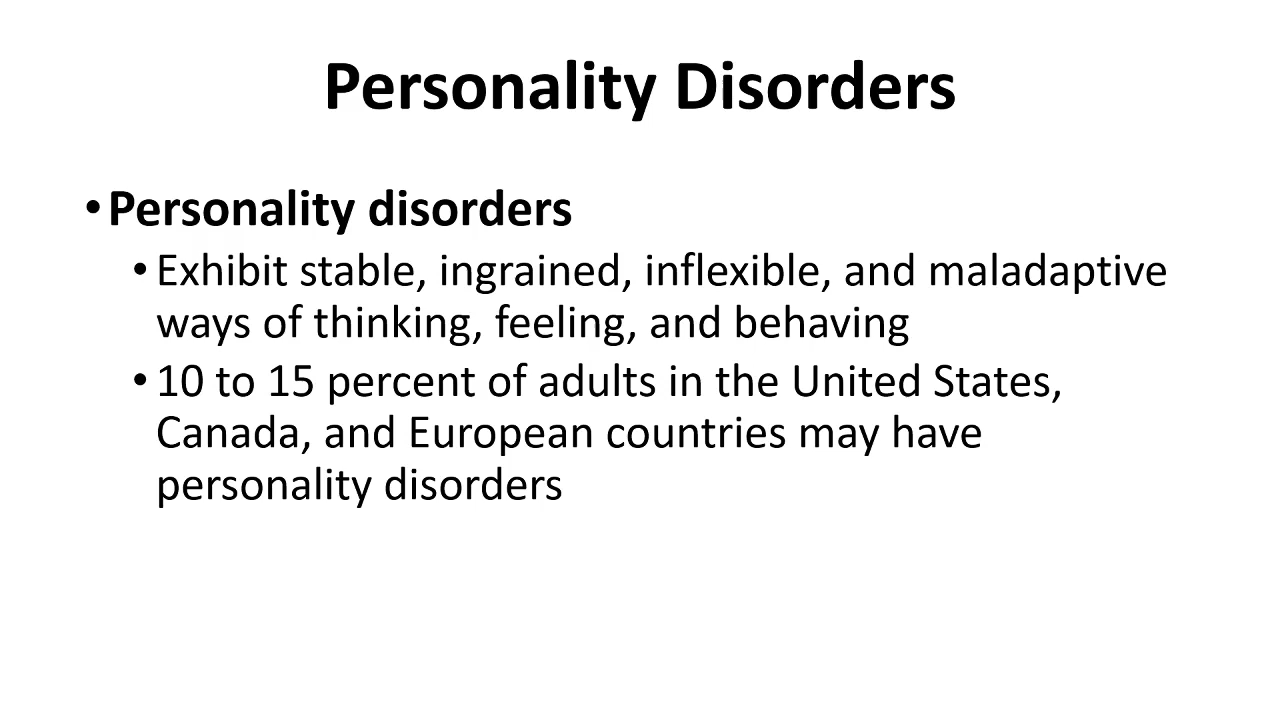 Personality Disorders
•Personality disorders
•Exhibit stable, ingrained, inflexible, and maladaptive
ways of thinking, feeling, and behaving
•10 to 15 percent of adults in the United States,
Canada, and European countries may have
personality disorders